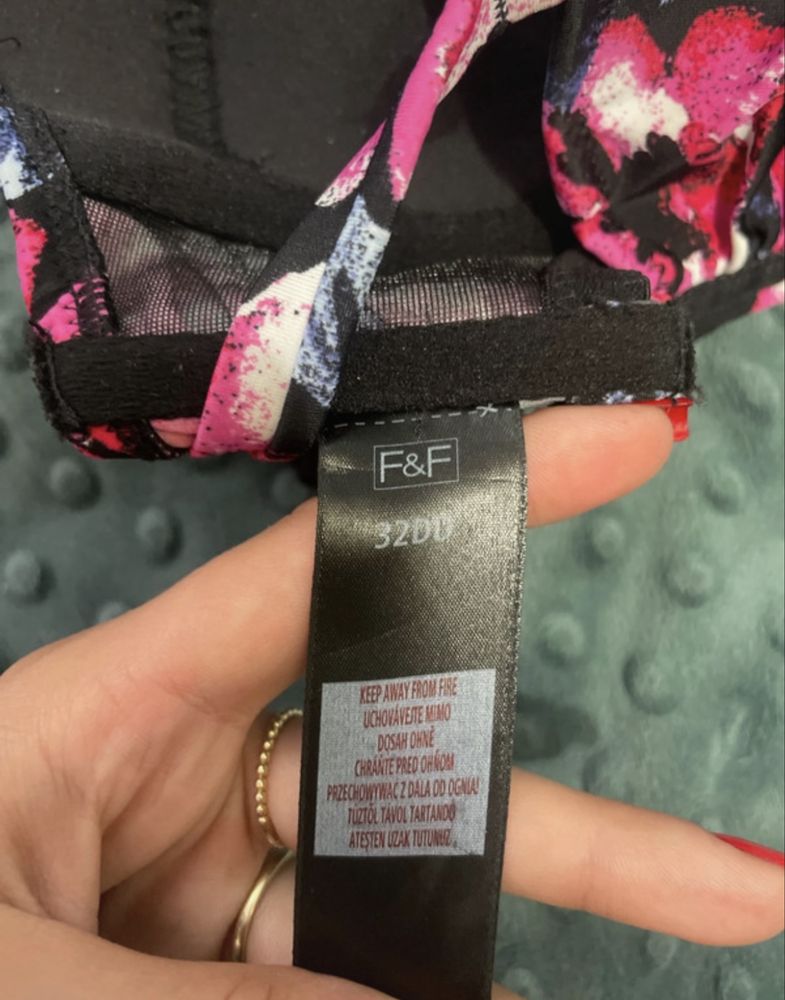 F&F
32DD
KEEP AWAY FROM FIRE
UCHOVÁVEJTE MIMO
DOSAH OHNĚ
CHRÁŇTE PRED OHŇOM
PRZECHOWYWAĆ Z DALA OD OGNIA!
TŰZTŐL TÁVOL TARTANDÓ
ATEŞTEN UZAK TUTUNUZ.